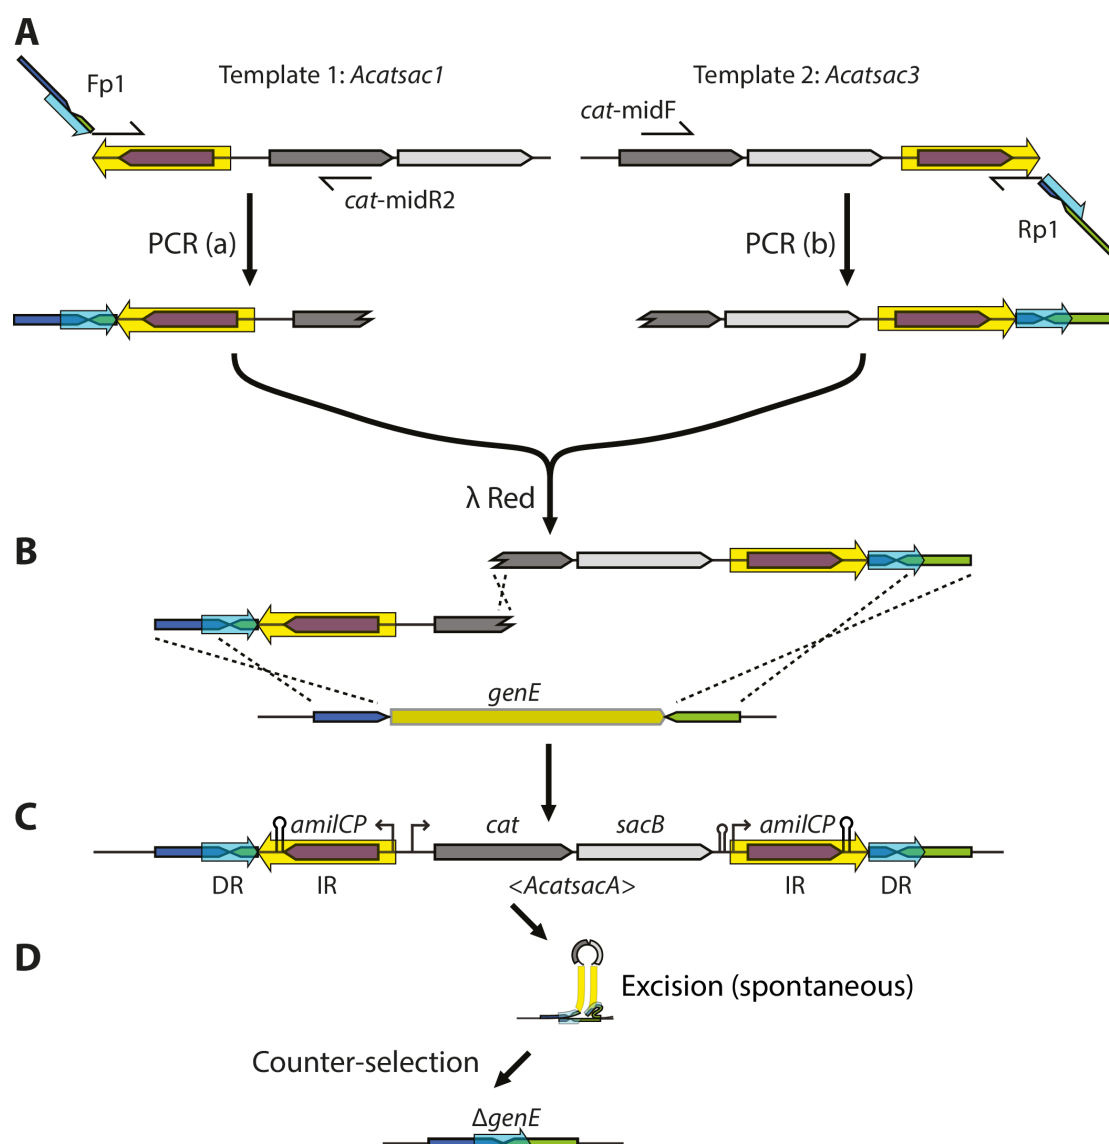 A
Fp1
Template 1: Acatsac1
Template 2: Acatsac3
cat-midF
cat-midR2
Rp1
PCR (a)
PCR (b)
λ Red
B
genE
C
amilCP
cat
sacB
amilCP
DR
IR
<AcatsacA>
IR
DR
D
Excision (spontaneous)
Counter-selection
ΔgenE